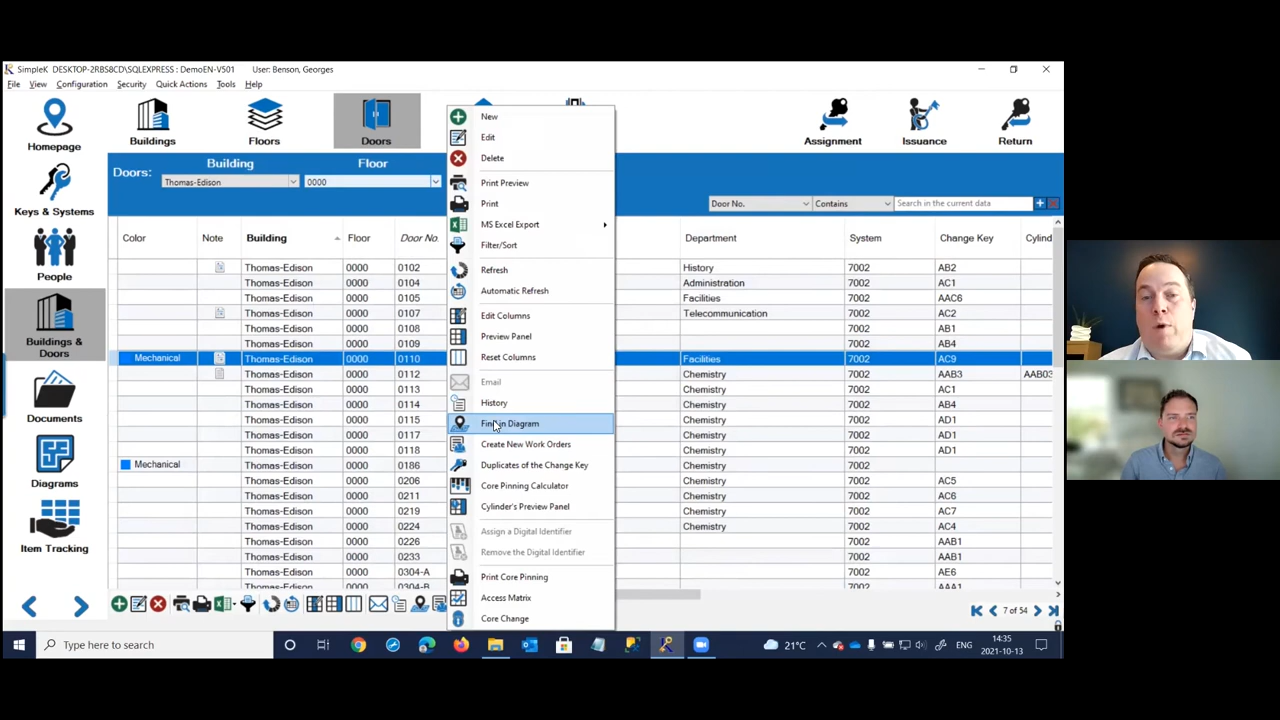 SimpleK DESKTOP-2RBS8CD\SQLEXPRESS : DemoEN-V501 User: Benson, Georges
File View Configuration Security Quick Actions Tools Help
Homepage
Buildings Floors Doors Assignment Issuance Return
Keys & Systems
People
Buildings & Doors
Documents
Diagrams
Item Tracking
Doors: Building Floor
Thomas-Edison 0000
Door No. Contains Search in the current data
Color Note Building Floor Door No. Department System Change Key
Thomas-Edison 0000 0102 History 7002 AB2
Thomas-Edison 0000 0104 Administration 7002 AC1
Thomas-Edison 0000 0105 Facilities 7002 AAC6
Thomas-Edison 0000 0107 Telecommunication 7002 AC2
Thomas-Edison 0000 0108 7002 AB1
Thomas-Edison 0000 0109 7002 AB4
Mechanical Thomas-Edison 0000 0110 Facilities 7002 AC9
Thomas-Edison 0000 0112 Chemistry 7002 AAB3 AAB03
Thomas-Edison 0000 0113 Chemistry 7002 AC1
Thomas-Edison 0000 0114 Chemistry 7002 AB4
Thomas-Edison 0000 0115 Chemistry 7002 AD1
Thomas-Edison 0000 0117 Chemistry 7002 AD1
Thomas-Edison 0000 0118 Chemistry 7002 AD1
Mechanical Thomas-Edison 0000 0186 Chemistry 7002
Thomas-Edison 0000 0206 Chemistry 7002 AC5
Thomas-Edison 0000 0211 Chemistry 7002 AC6
Thomas-Edison 0000 0219 Chemistry 7002 AC7
Thomas-Edison 0000 0224 Chemistry 7002 AC4
Thomas-Edison 0000 0226 7002 AAB1
Thomas-Edison 0000 0233 7002 AAB1
Thomas-Edison 0000 0304-A 7002 AE6
Thomas-Edison 0000 0304-B 7002 AAA1
New
Edit
Delete
Print Preview
Print
MS Excel Export
Filter/Sort
Refresh
Automatic Refresh
Edit Columns
Preview Panel
Reset Columns
Email
History
in Diagram
Create New Work Orders
Duplicates of the Change Key
Core Pinning Calculator
Cylinder's Preview Panel
Assign a Digital Identifier
Remove the Digital Identifier
Print Core Pinning
Access Matrix
Core Change
7 of 54
Type here to search
21°C ENG 14:35
2021-10-13